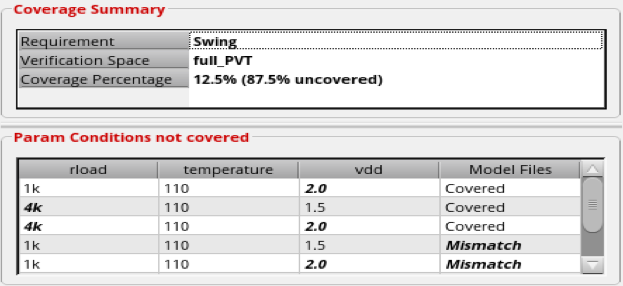 Coverage Summary
Requirement Swing
Verification Space full_PVT
Coverage Percentage 12.5% (87.5% uncovered)
Param Conditions not covered
rload temperature vdd Model Files
1k 110 2.0 Covered
4k 110 1.5 Covered
4k 110 2.0 Covered
1k 110 1.5 Mismatch
1k 110 2.0 Mismatch